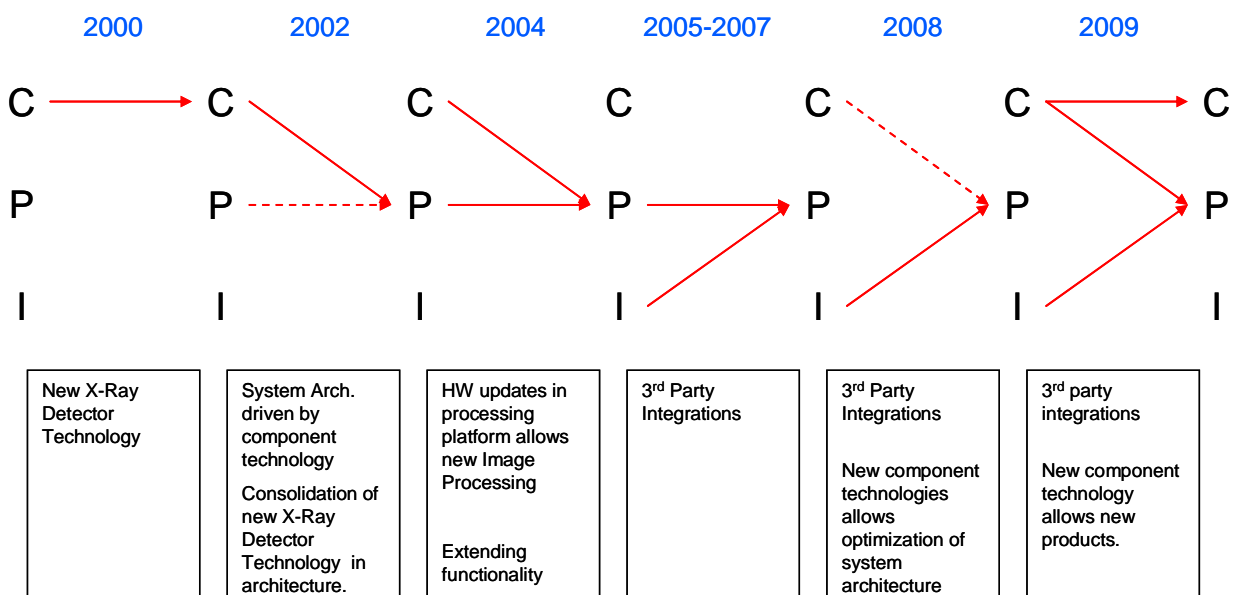 2000 2002 2004 2005-2007 2008 2009
C C C C C C C
P P P P P P P
I I I I I I I
New X-Ray
Detector
Technology
System Arch.
driven by
component
technology
Consolidation of
new X-Ray
Detector
Technology in
architecture.
HW updates in
processing
platform allows
new Image
Processing
Extending
functionality
3rd Party
Integrations
3rd Party
Integrations
New component
technologies
allows
optimization of
system
architecture
3rd party
integrations
New component
technology
allows new
products.